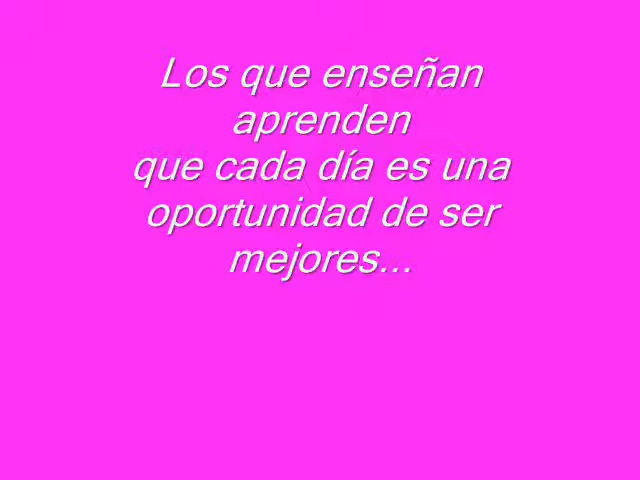 Los que enseñan
aprenden
que cada día es una
oportunidad de ser
mejores...